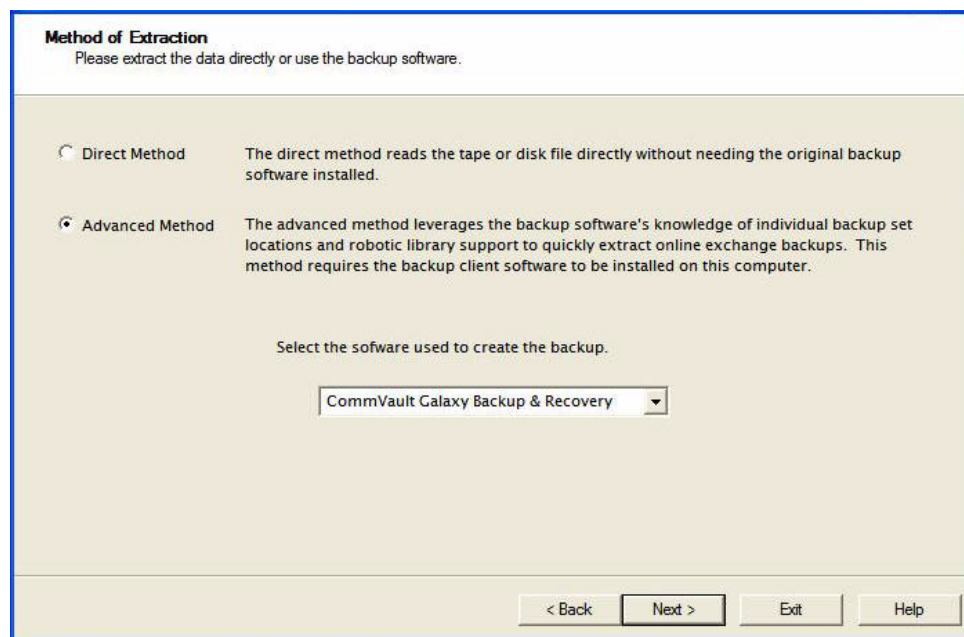 Method of Extraction
Please extract the data directly or use the backup software.
Direct Method
The direct method reads the tape or disk file directly without needing the original backup
software installed.
Advanced Method
The advanced method leverages the backup software's knowledge of individual backup set
locations and robotic library support to quickly extract online exchange backups.  This
method requires the backup client software to be installed on this computer.
Select the sofware used to create the backup.
CommVault Galaxy Backup & Recovery
< Back
Next >
Exit
Help